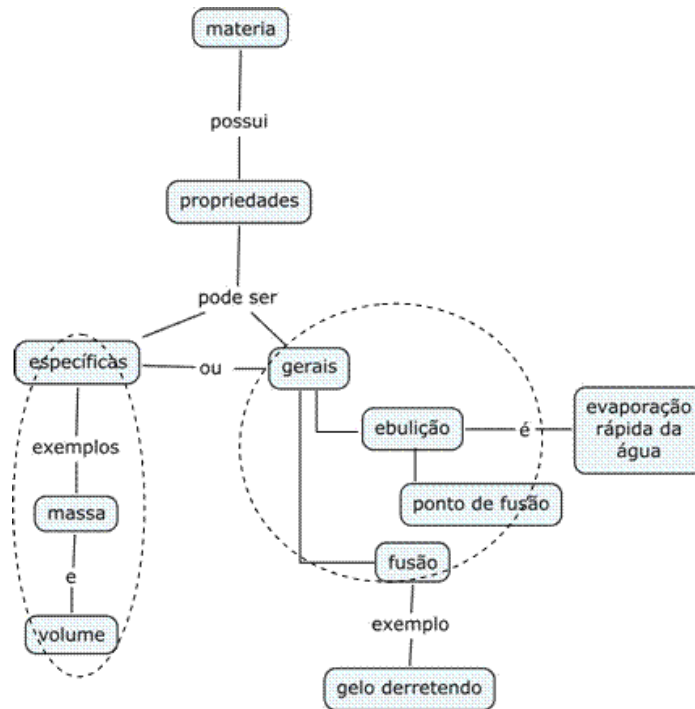 materia
possui
propriedades
pode ser
específicas
ou
gerais
exemplos
massa
e
volume
ebulição
é
evaporação
rápida da
água
ponto de fusão
fusão
exemplo
gelo derretendo